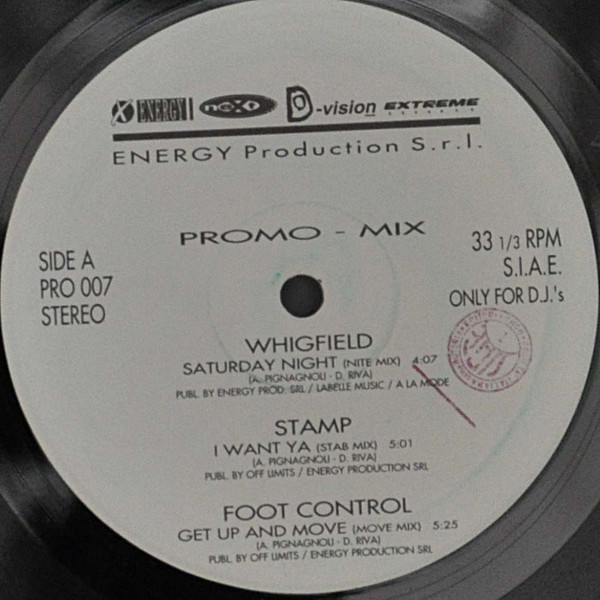 X ENERGY neXt D-vision EXTREME
RECORDS
ENERGY Production S.r.l.
PROMO - MIX
SIDE A
PRO 007
STEREO
33 1/3 RPM
S.I.A.E.
ONLY FOR D.J.'s
WHIGFIELD
SATURDAY NIGHT (NITE MIX) 4:07
(A. PIGNAGNOLI - D. RIVA)
PUBL. BY ENERGY PROD. SRL / LABELLE MUSIC / A LA MODE
STAMP
I WANT YA (STAB MIX) 5:01
(A. PIGNAGNOLI - D. RIVA)
PUBL. BY OFF LIMITS / ENERGY PRODUCTION SRL
FOOT CONTROL
GET UP AND MOVE (MOVE MIX) 5:25
(A. PIGNAGNOLI - D. RIVA)
PUBL. BY OFF LIMITS / ENERGY PRODUCTION SRL